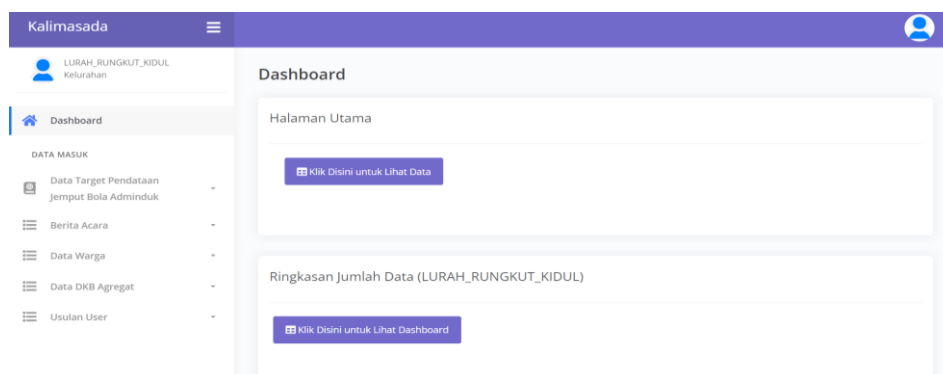 Kalimasada
LURAH_RUNGKUT_KIDUL
Kelurahan
Dashboard
DATA MASUK
Data Target Pendataan
Jemput Bola Adminduk
Berita Acara
Data Warga
Data DKB Agregat
Usulan User
Dashboard
Halaman Utama
Klik Disini untuk Lihat Data
Ringkasan Jumlah Data (LURAH_RUNGKUT_KIDUL)
Klik Disini untuk Lihat Dashboard